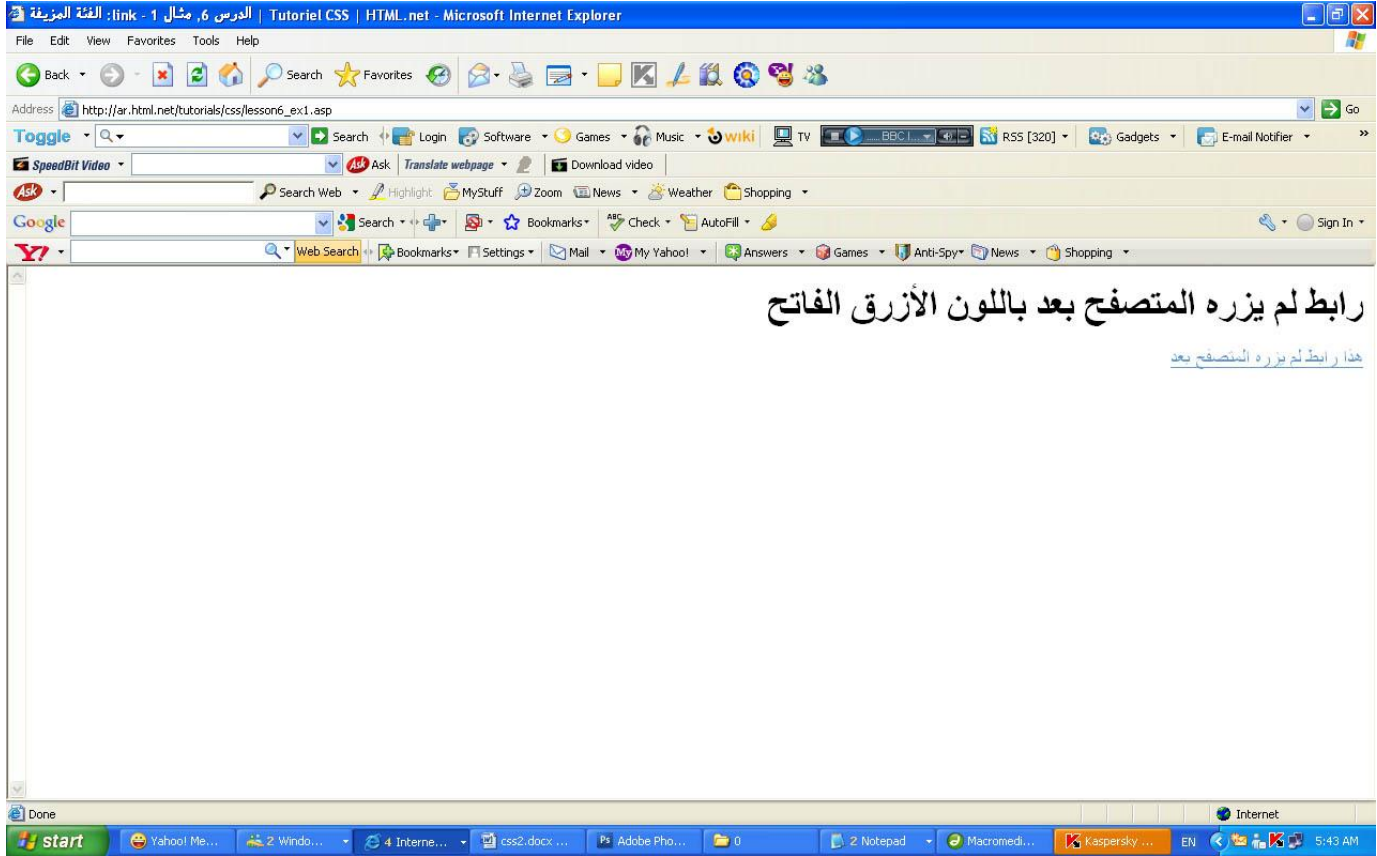 الدرس 6, مثال 1 - link: الفئة المزيفة | Tutoriel CSS | HTML.net - Microsoft Internet Explorer
File Edit View Favorites Tools Help
Back Search Favorites
Address http://ar.html.net/tutorials/css/lesson6_ex1.asp Go
Toggle Search Login Software Games Music wiki TV ..... BBC RSS [320] Gadgets E-mail Notifier »
SpeedBit Video Ask Translate webpage Download video
Ask Search Web Highlight MyStuff Zoom News Weather Shopping
Google Search Bookmarks ABC Check AutoFill Sign In
Y7 Web Search Bookmarks Settings Mail My My Yahoo! Answers Games Anti-Spy News Shopping
رابط لم يزره المتصفح بعد باللون الأزرق الفاتح
هذا رابط لم يزره المتصفح بعد
Done Internet
start Yahoo! Me... 2 Windo... 4 Interne... css2.docx ... Ps Adobe Pho... 0 2 Notepad Macromedi... Kaspersky ... EN 5:43 AM